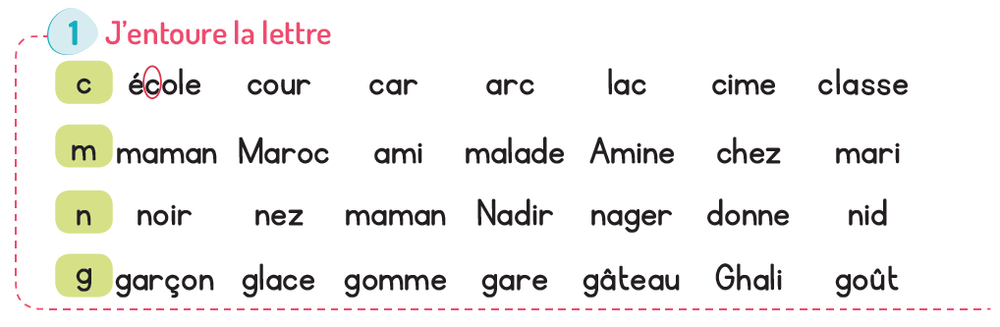 1 J'entoure la lettre
c école cour car arc lac cime classe
m maman Maroc ami malade Amine chez mari
n noir nez maman Nadir nager donne nid
g garçon glace gomme gare gâteau Ghali goût